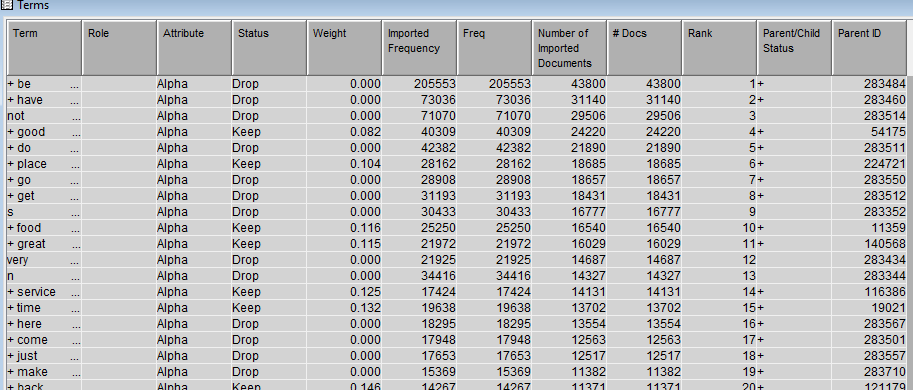 Terms
Term Role Attribute Status Weight Imported Frequency Freq Number of Imported Documents # Docs Rank Parent/Child Status Parent ID
+ be ... Alpha Drop 0.000 205553 205553 43800 43800 1 + 283484
+ have ... Alpha Drop 0.000 73036 73036 31140 31140 2 + 283460
not ... Alpha Drop 0.000 71070 71070 29506 29506 3 283514
+ good ... Alpha Keep 0.082 40309 40309 24220 24220 4 + 54175
+ do ... Alpha Drop 0.000 42382 42382 21890 21890 5 + 283511
+ place ... Alpha Keep 0.104 28162 28162 18685 18685 6 + 224721
+ go ... Alpha Drop 0.000 28908 28908 18657 18657 7 + 283550
+ get ... Alpha Drop 0.000 31193 31193 18431 18431 8 + 283512
s ... Alpha Drop 0.000 30433 30433 16777 16777 9 283352
+ food ... Alpha Keep 0.116 25250 25250 16540 16540 10 + 11359
+ great ... Alpha Keep 0.115 21972 21972 16029 16029 11 + 140568
very ... Alpha Drop 0.000 21925 21925 14687 14687 12 283434
n ... Alpha Drop 0.000 34416 34416 14327 14327 13 283344
+ service ... Alpha Keep 0.125 17424 17424 14131 14131 14 + 116386
+ time ... Alpha Keep 0.132 19638 19638 13702 13702 15 + 19021
+ here ... Alpha Drop 0.000 18295 18295 13554 13554 16 + 283567
+ come ... Alpha Drop 0.000 17948 17948 12563 12563 17 + 283501
+ just ... Alpha Drop 0.000 17653 17653 12517 12517 18 + 283557
+ make ... Alpha Drop 0.000 15369 15369 11382 11382 19 + 283710
+ back ... Alpha Keep 0.146 14267 14267 11371 11371 20 + 121179